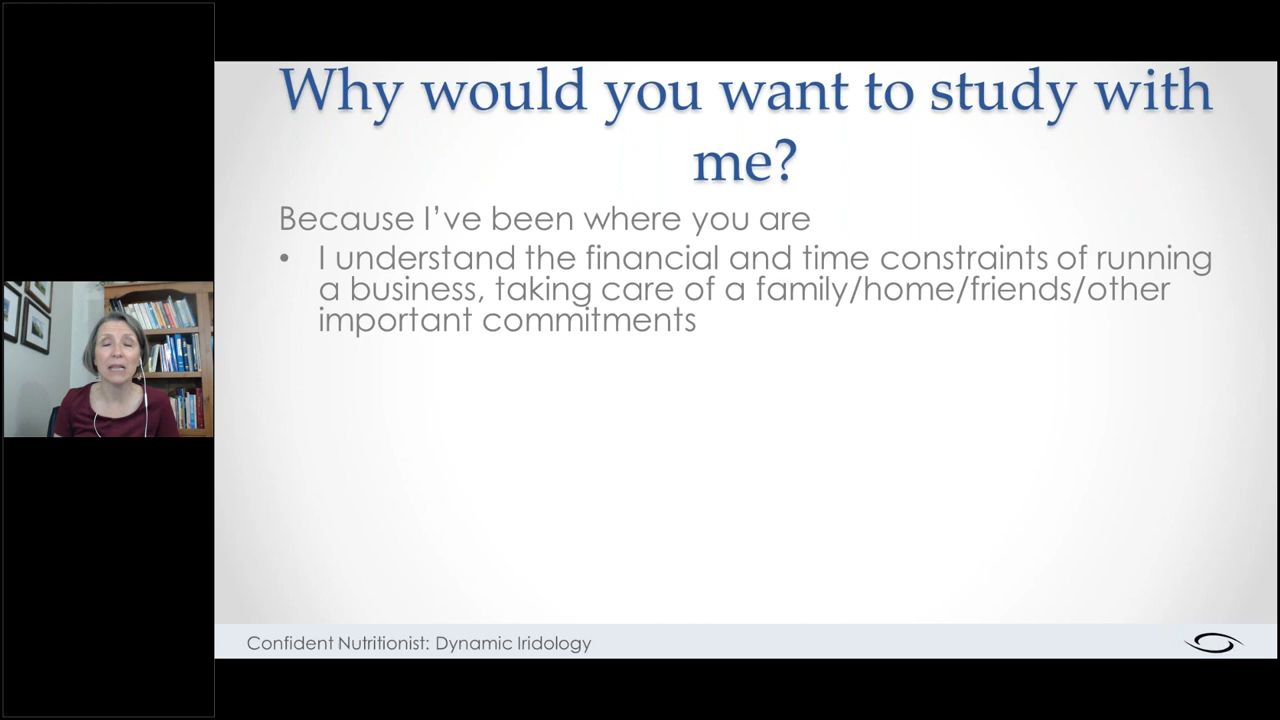 Why would you want to study with
me?
Because I've been where you are
• I understand the financial and time constraints of running
a business, taking care of a family/home/friends/other
important commitments
Confident Nutritionist: Dynamic Iridology